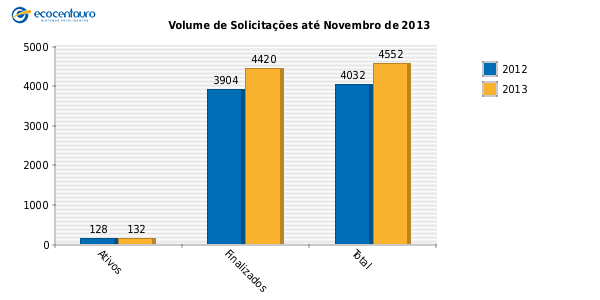 ecocentauro
Volume de Solicitações até Novembro de 2013
5000
4000
3000
2000
1000
0
128
132
3904
4420
4032
4552
Ativos
Finalizados
Total
2012
2013